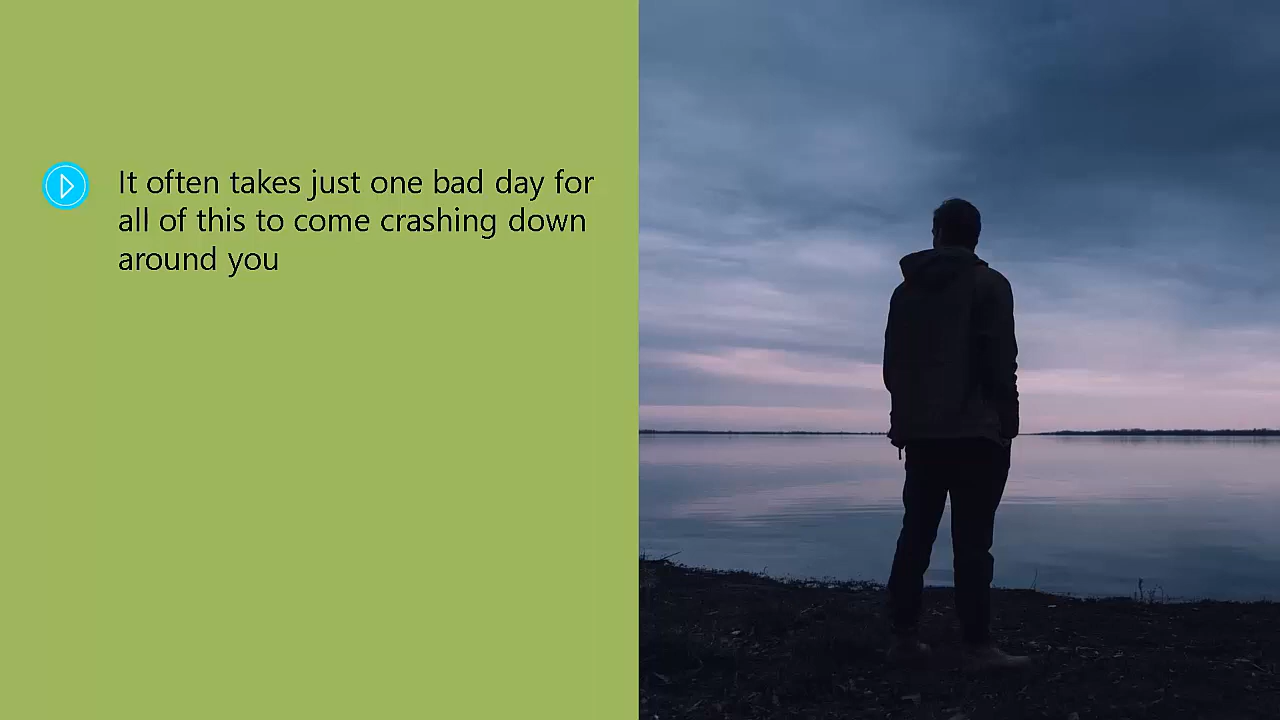 It often takes just one bad day for
all of this to come crashing down
around you